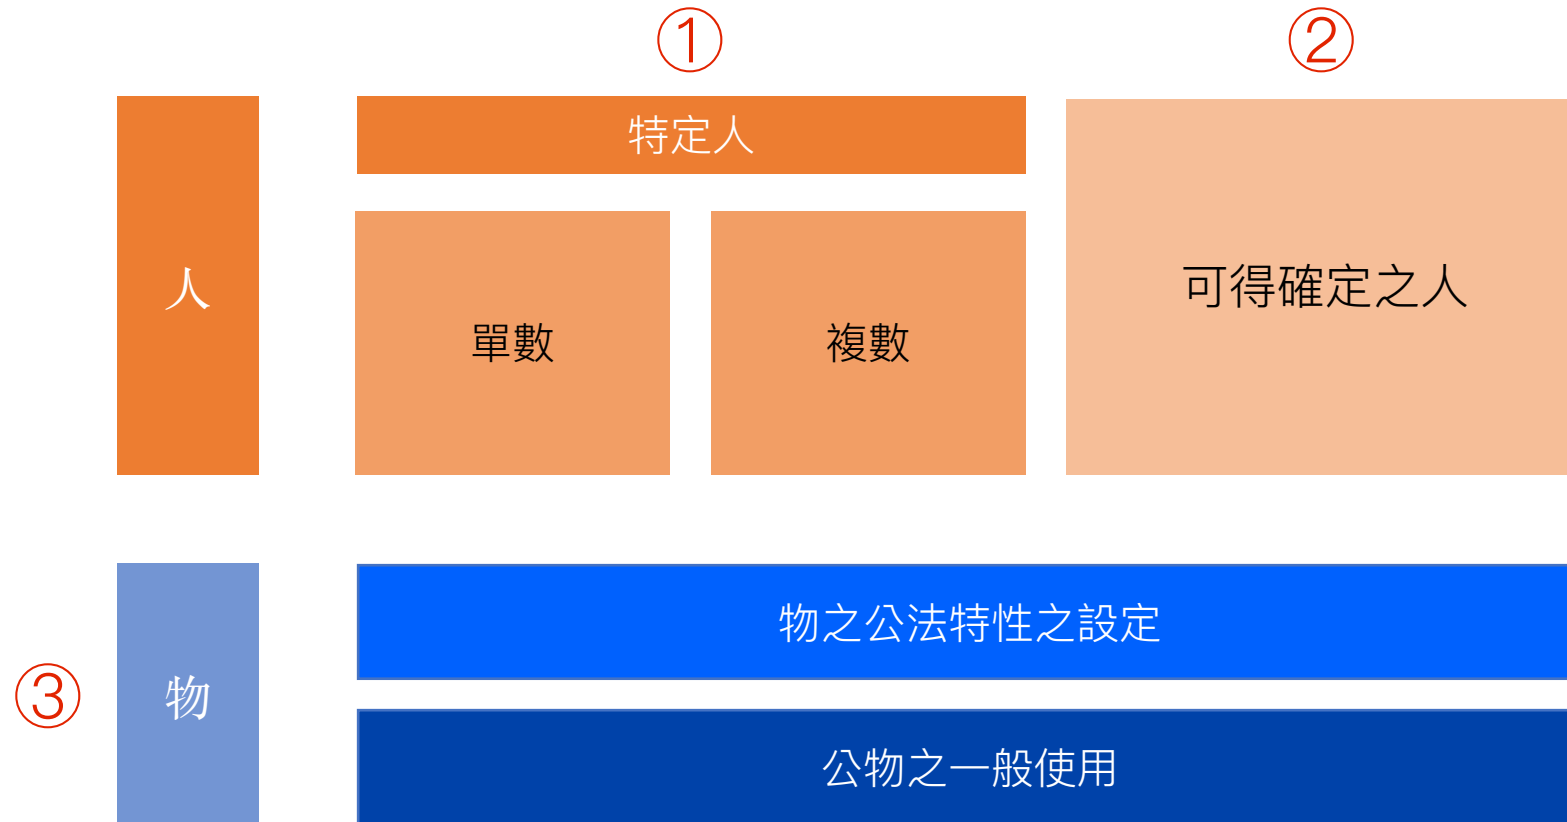 ①
②
人
特定人
單數
複數
可得確定之人
③
物
物之公法特性之設定
公物之一般使用